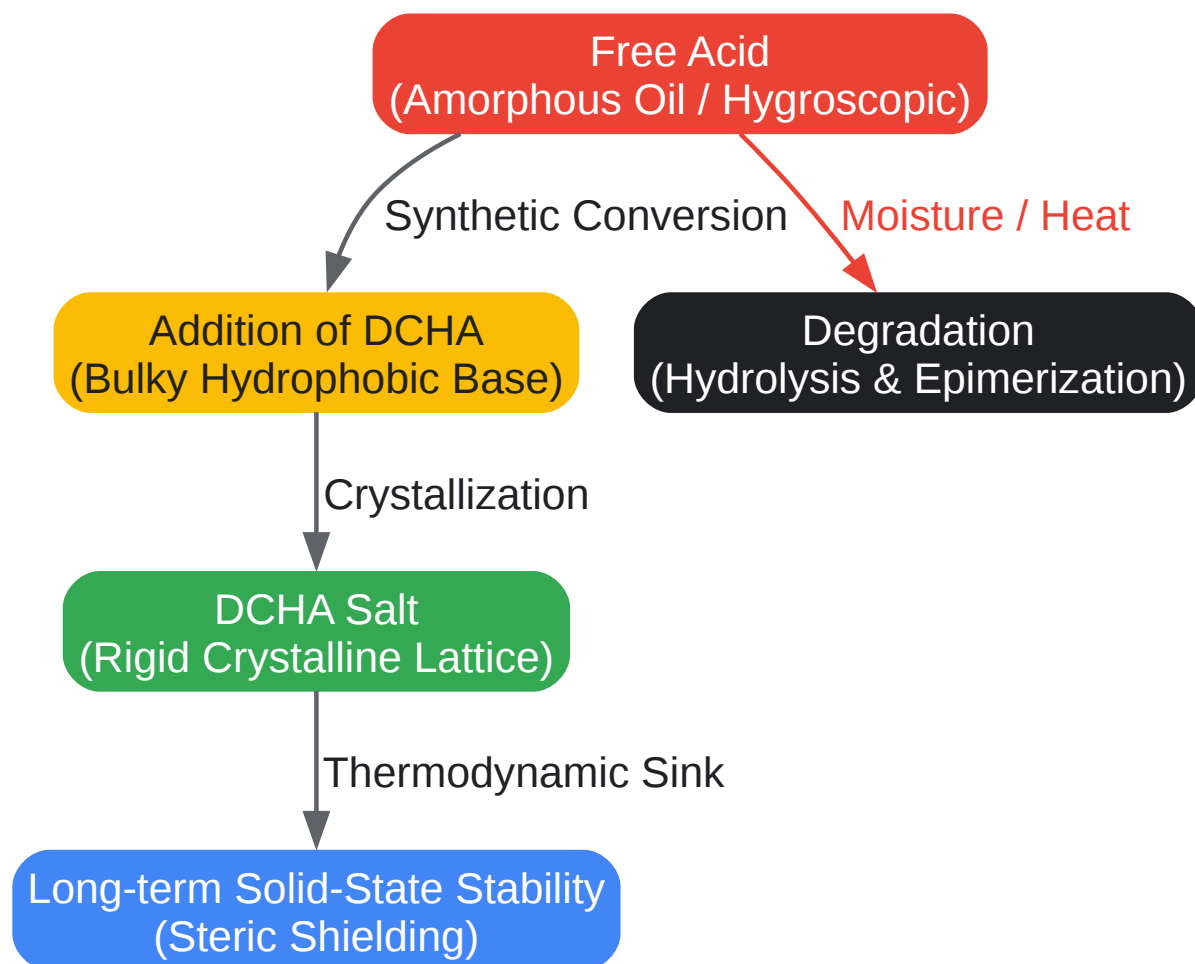 Free Acid
(Amorphous Oil / Hygroscopic)
Synthetic Conversion
Moisture / Heat
Addition of DCHA
(Bulky Hydrophobic Base)
Degradation
(Hydrolysis & Epimerization)
Crystallization
DCHA Salt
(Rigid Crystalline Lattice)
Thermodynamic Sink
Long-term Solid-State Stability
(Steric Shielding)